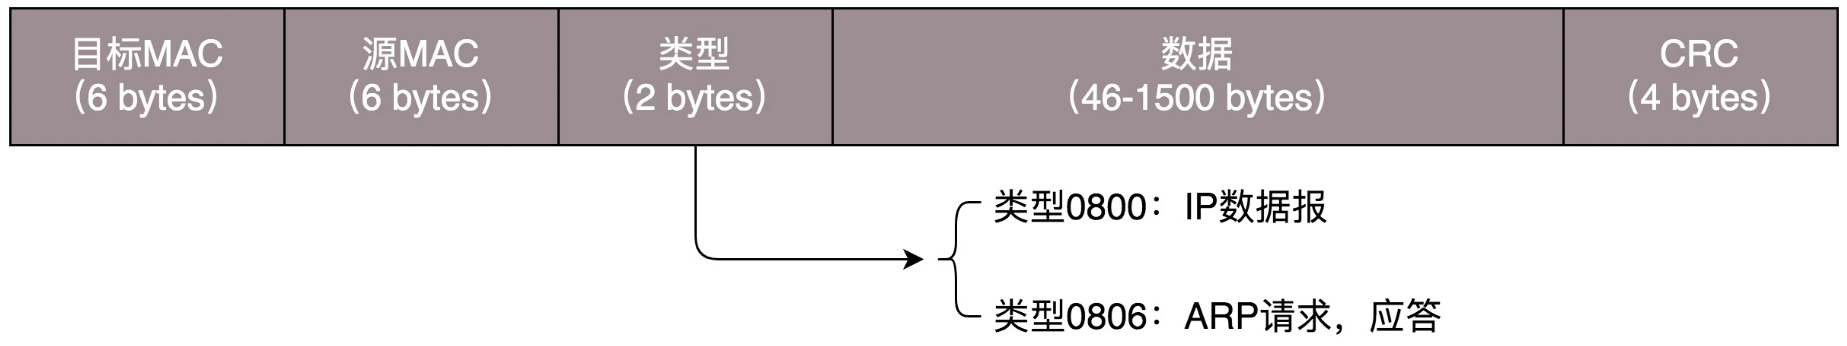 目标MAC
（6 bytes）
源MAC
（6 bytes）
类型
（2 bytes）
数据
（46-1500 bytes）
CRC
（4 bytes）
类型0800：IP数据报
类型0806：ARP请求，应答